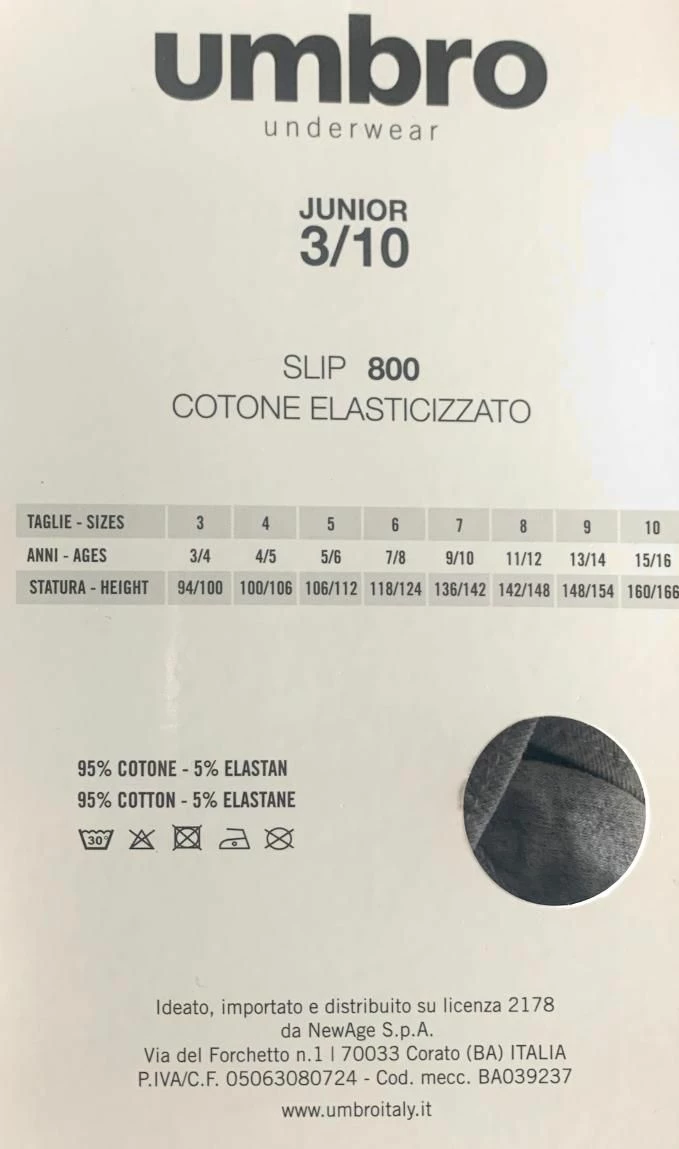 umbro
underwear
JUNIOR
3/10
SLIP 800
COTONE ELASTICIZZATO
TAGLIE - SIZES 3 4 5 6 7 8 9 10
ANNI - AGES 3/4 4/5 5/6 7/8 9/10 11/12 13/14 15/16
STATURA - HEIGHT 94/100 100/106 106/112 118/124 136/142 142/148 148/154 160/166
95% COTONE - 5% ELASTAN
95% COTTON - 5% ELASTANE
30°
Ideato, importato e distribuito su licenza 2178
da NewAge S.p.A.
Via del Forchetto n.1 | 70033 Corato (BA) ITALIA
P.IVA/C.F. 05063080724 - Cod. mecc. BA039237
www.umbroitaly.it